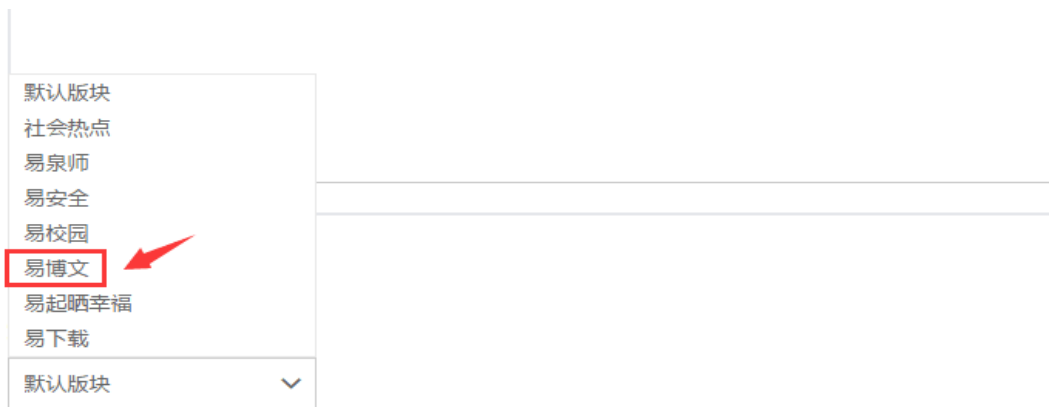 默认版块
社会热点
易泉师
易安全
易校园
易博文
易起晒幸福
易下载
默认版块